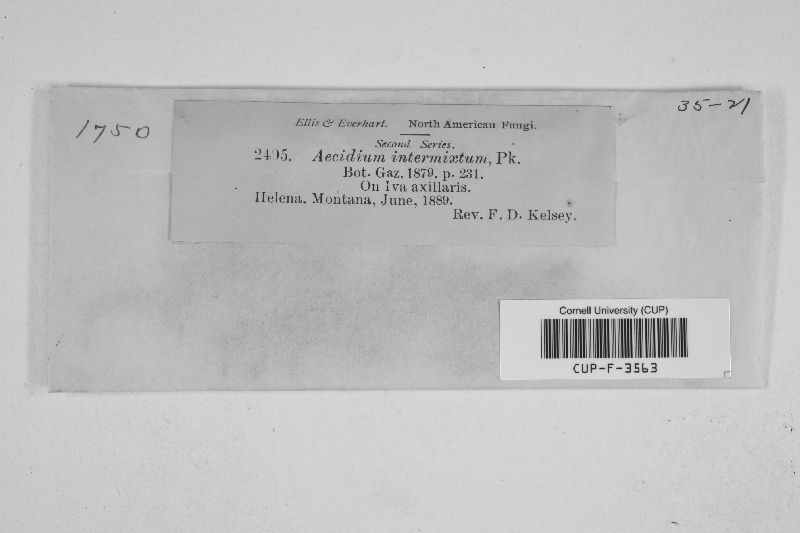 1750
35-21
Ellis & Everhart. North American Fungi.
Second Series.
2405. Aecidium intermixtum, Pk.
Bot. Gaz. 1879. p. 231.
On Iva axillaris.
Helena, Montana, June, 1889.
Rev. F. D. Kelsey.
Cornell University (CUP)
CUP-F-3563